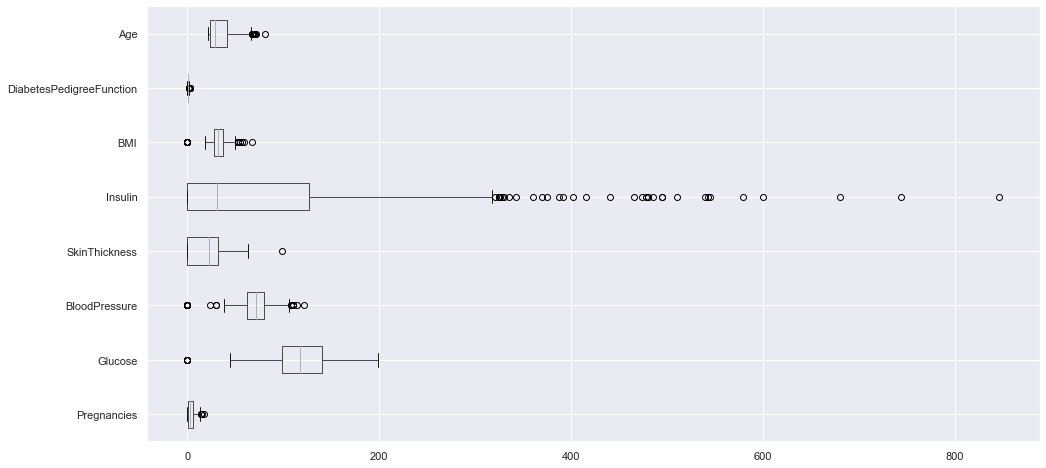 Age
DiabetesPedigreeFunction
BMI
Insulin
SkinThickness
BloodPressure
Glucose
Pregnancies
0 200 400 600 800